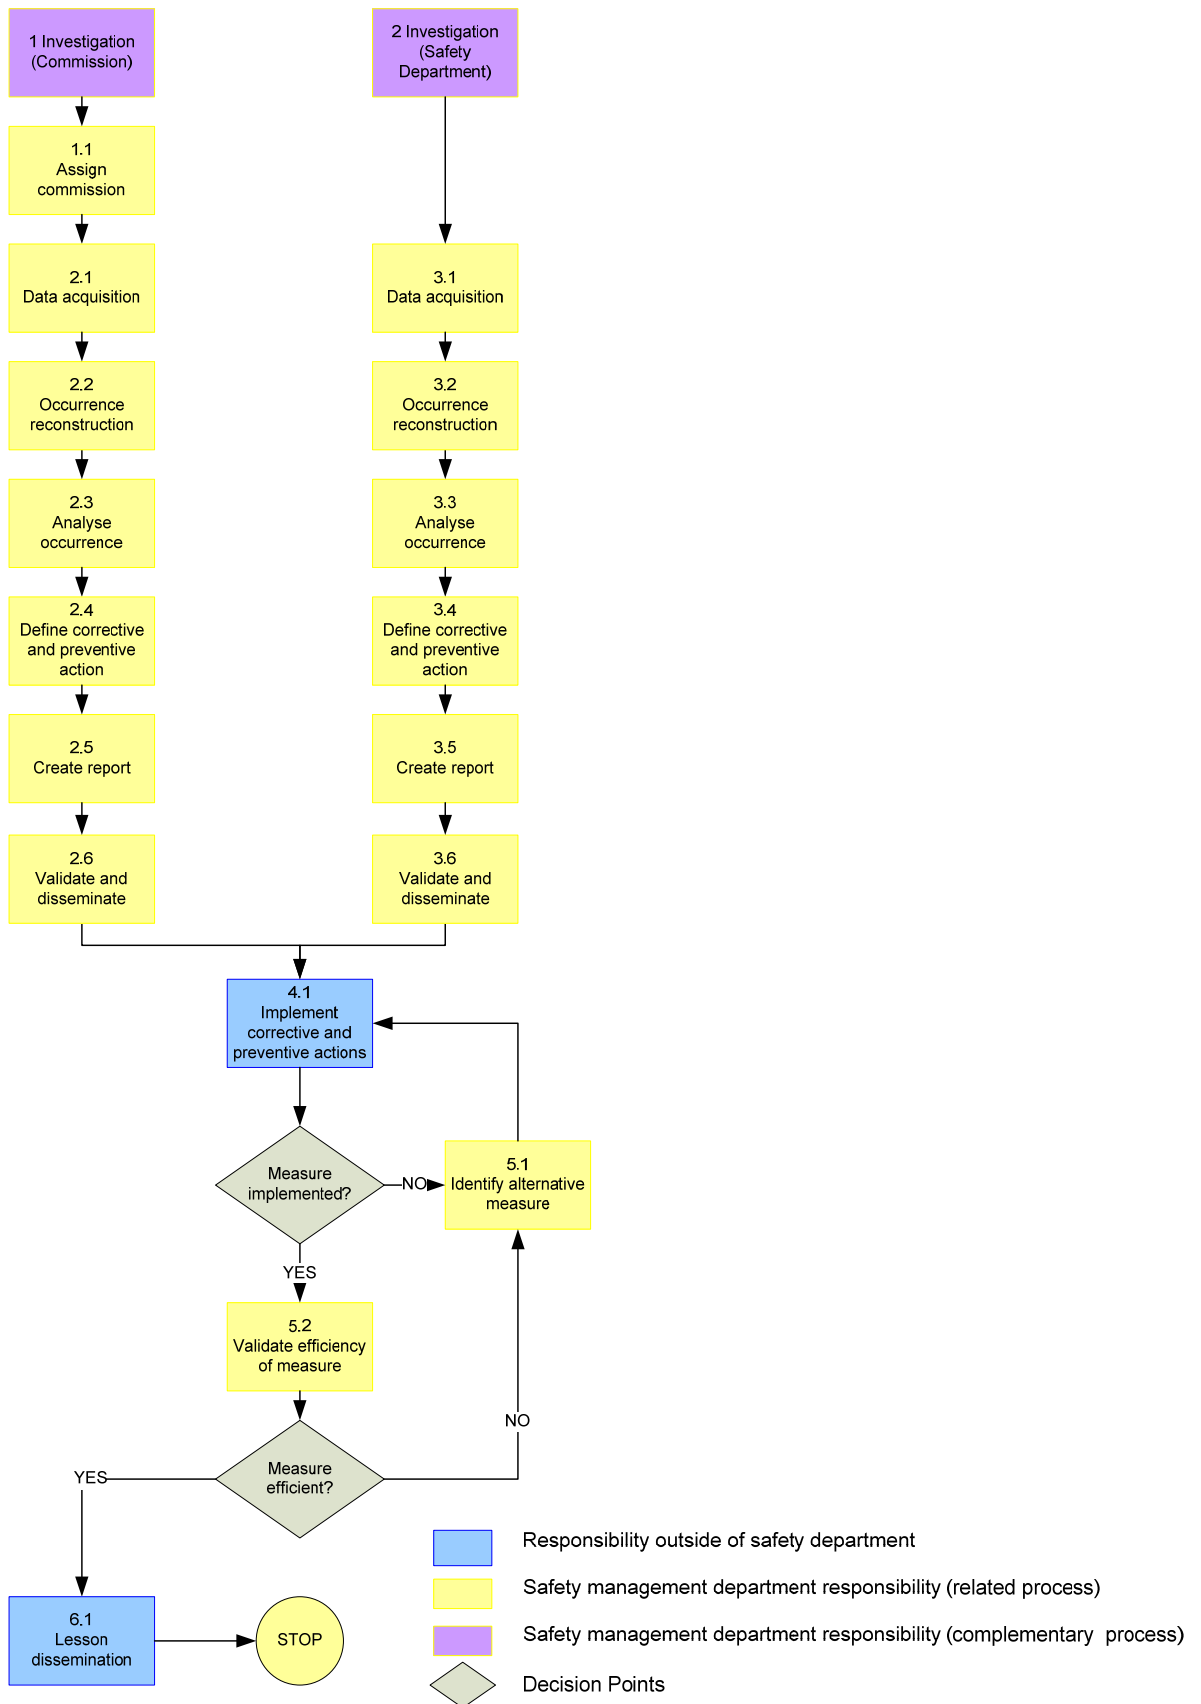 1 Investigation
(Commission)
2 Investigation
(Safety
Department)
1.1
Assign
commission
2.1
Data acquisition
3.1
Data acquisition
2.2
Occurrence
reconstruction
3.2
Occurrence
reconstruction
2.3
Analyse
occurrence
3.3
Analyse
occurrence
2.4
Define corrective
and preventive
action
3.4
Define corrective
and preventive
action
2.5
Create report
3.5
Create report
2.6
Validate and
disseminate
3.6
Validate and
disseminate
4.1
Implement
corrective and
preventive actions
Measure
implemented?
NO
5.1
Identify alternative
measure
YES
5.2
Validate efficiency
of measure
NO
Measure
efficient?
YES
6.1
Lesson
dissemination
STOP
Responsibility outside of safety department
Safety management department responsibility (related process)
Safety management department responsibility (complementary process)
Decision Points